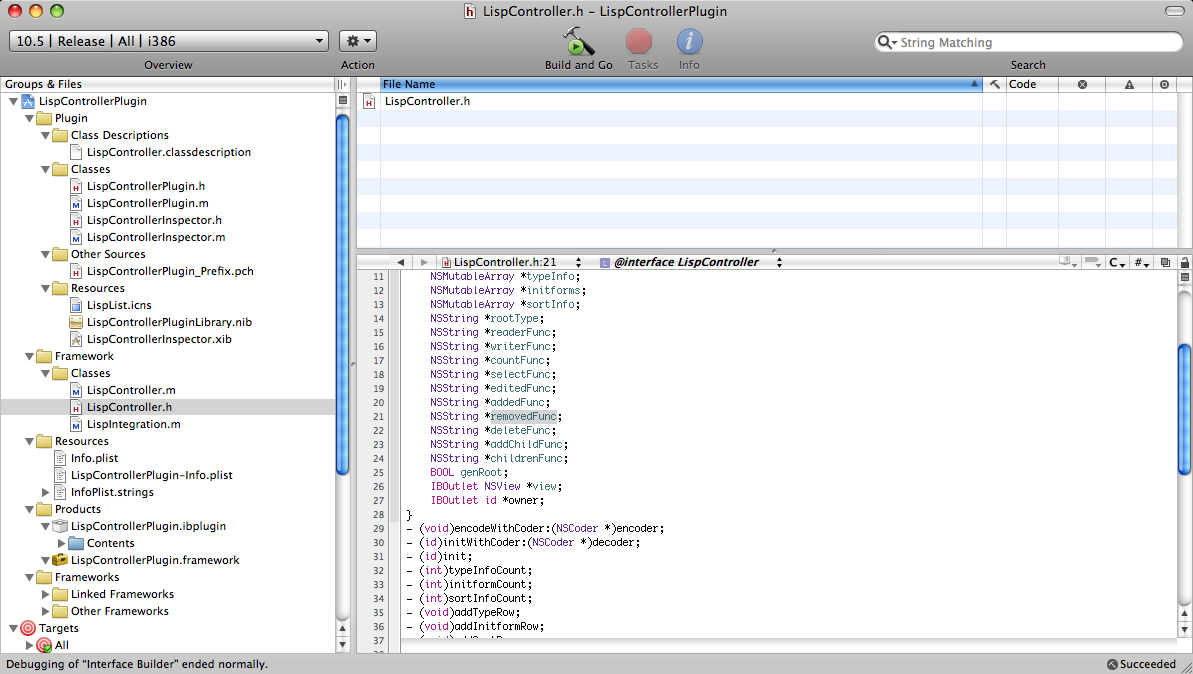 LispController.h – LispControllerPlugin
10.5 | Release | All | i386
String Matching
Overview
Action
Build and Go
Tasks
Info
Search
Groups & Files
LispControllerPlugin
Plugin
Class Descriptions
LispController.classdescription
Classes
LispControllerPlugin.h
LispControllerPlugin.m
LispControllerInspector.h
LispControllerInspector.m
Other Sources
LispControllerPlugin_Prefix.pch
Resources
LispList.icns
LispControllerPluginLibrary.nib
LispControllerInspector.xib
Framework
Classes
LispController.m
LispController.h
LispIntegration.m
Resources
Info.plist
LispControllerPlugin-Info.plist
InfoPlist.strings
Products
LispControllerPlugin.ibplugin
Contents
LispControllerPlugin.framework
Frameworks
Linked Frameworks
Other Frameworks
Targets
All
File Name
Code
LispController.h
LispController.h:21
@interface LispController
C
#
11 NSMutableArray *typeInfo;
12 NSMutableArray *initforms;
13 NSMutableArray *sortInfo;
14 NSString *rootType;
15 NSString *readerFunc;
16 NSString *writerFunc;
17 NSString *countFunc;
18 NSString *selectFunc;
19 NSString *editedFunc;
20 NSString *addedFunc;
21 NSString *removedFunc;
22 NSString *deleteFunc;
23 NSString *addChildFunc;
24 NSString *childrenFunc;
25 BOOL genRoot;
26 IBOutlet NSView *view;
27 IBOutlet id *owner;
28 }
29 - (void)encodeWithCoder:(NSCoder *)encoder;
30 - (id)initWithCoder:(NSCoder *)decoder;
31 - (id)init;
32 - (int)typeInfoCount;
33 - (int)initformCount;
34 - (int)sortInfoCount;
35 - (void)addTypeRow;
36 - (void)addInitformRow;
37
Debugging of "Interface Builder" ended normally.
Succeeded